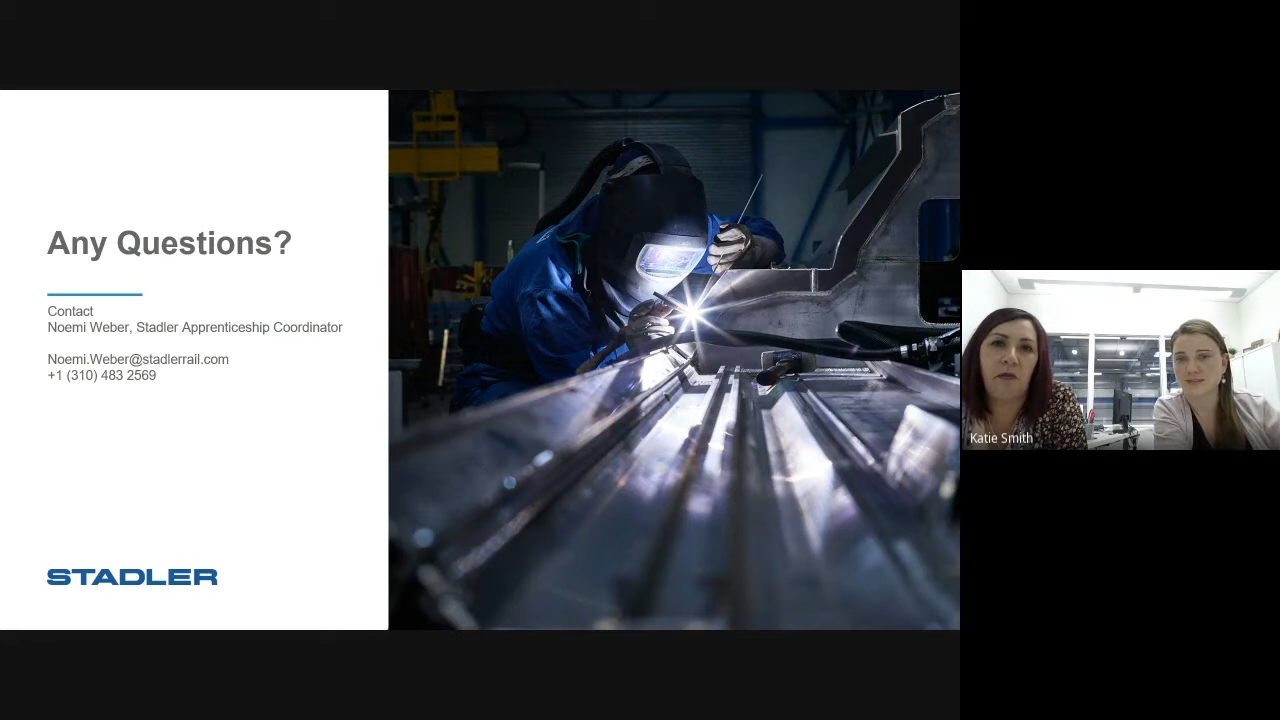 Any Questions?
Contact
Noemi Weber, Stadler Apprenticeship Coordinator
Noemi.Weber@stadlerrail.com
+1 (310) 483 2569
STADLER
Katie Smith